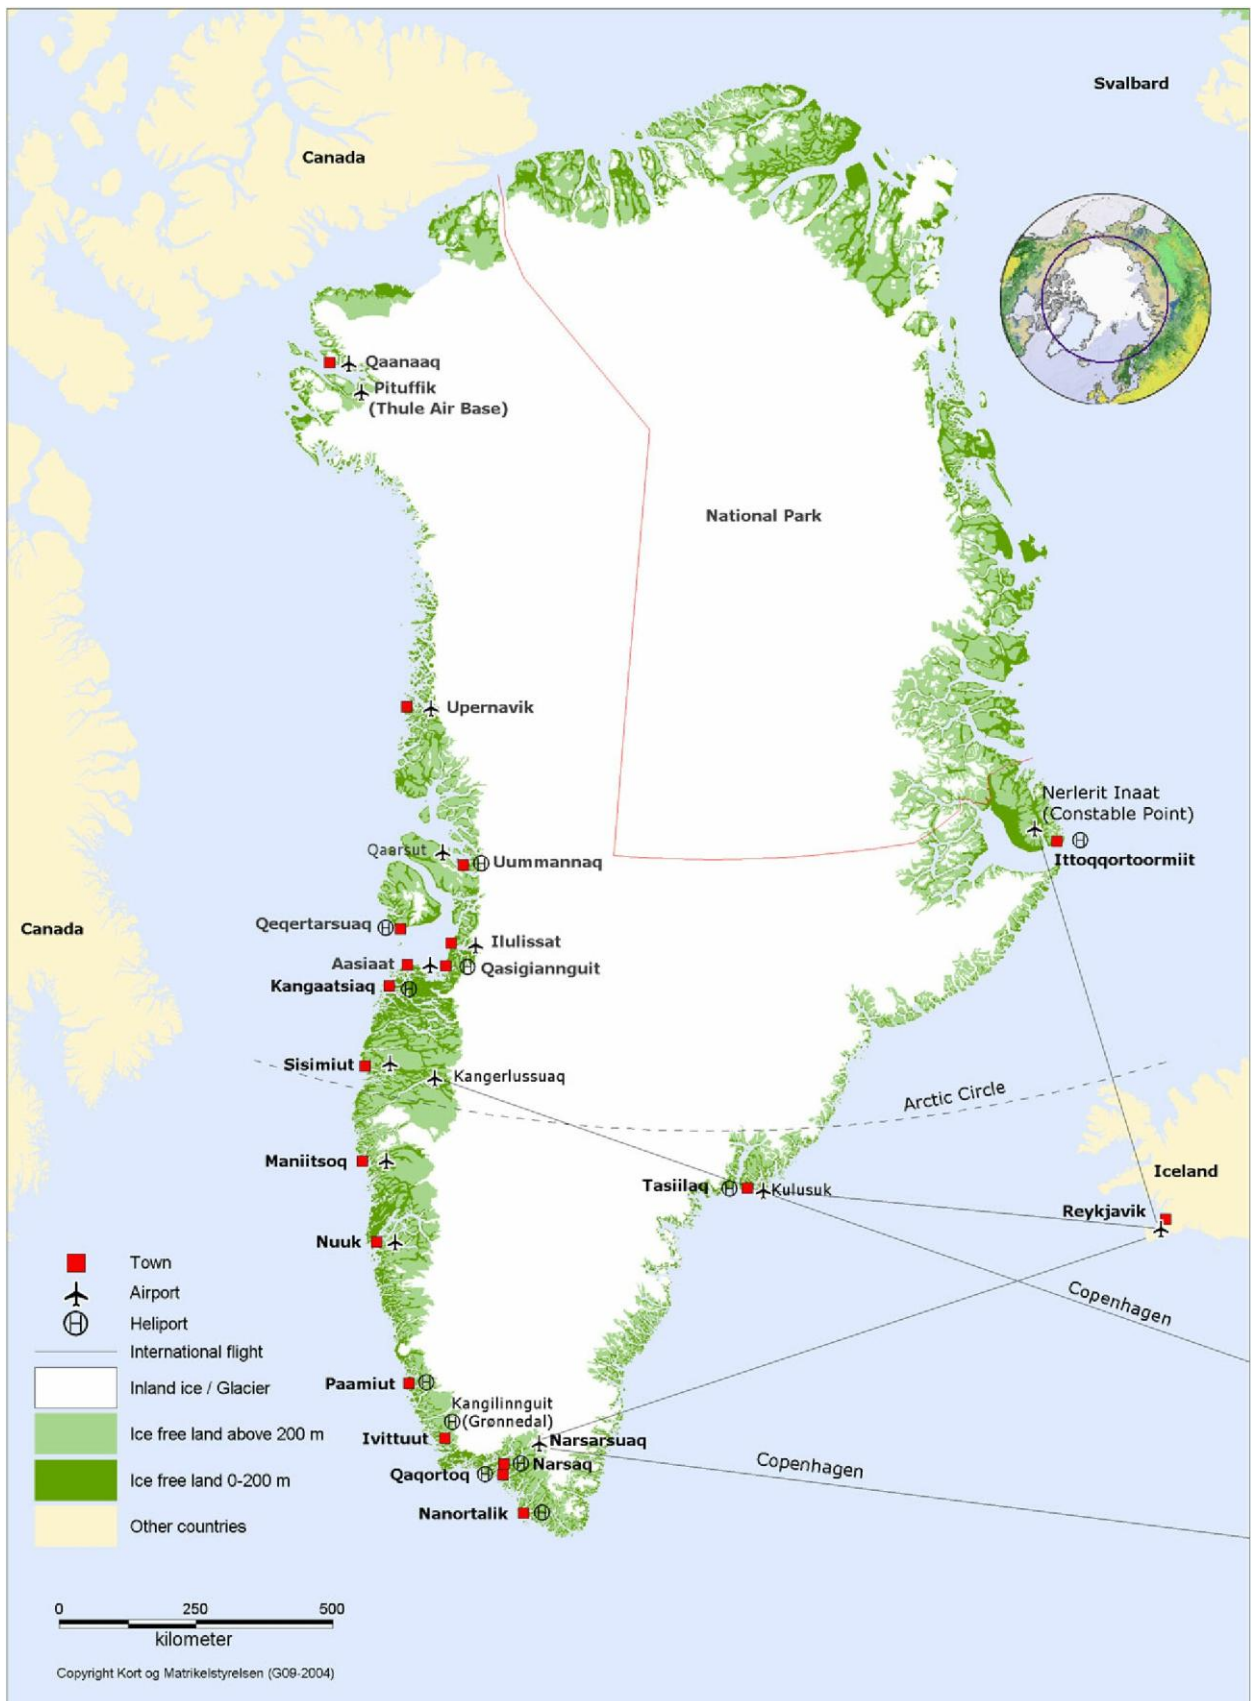 Svalbard
Canada
Qaanaaq
Pituffik
(Thule Air Base)
National Park
Upernavik
Nerlerit Inaat
(Constable Point)
Qaarsut
Uummannaq
Ittoqqortoormiit
Qeqertarsuaq
Canada
Ilulissat
Aasiaat
Qasigiannguit
Kangaatsiaq
Sisimiut
Kangerlussuaq
Arctic Circle
Maniitsoq
Iceland
Tasiilaq
Kulusuk
Reykjavik
Nuuk
Town
Airport
Heliport
International flight
Inland ice / Glacier
Ice free land above 200 m
Ice free land 0-200 m
Other countries
Copenhagen
Paamiut
Kangilinnguit
(Grønnedal)
Ivittuut
Narsarsuaq
Narsaq
Qaqortoq
Copenhagen
Nanortalik
0 250 500
kilometer
Copyright Kort og Matrikelstyrelsen (G09-2004)